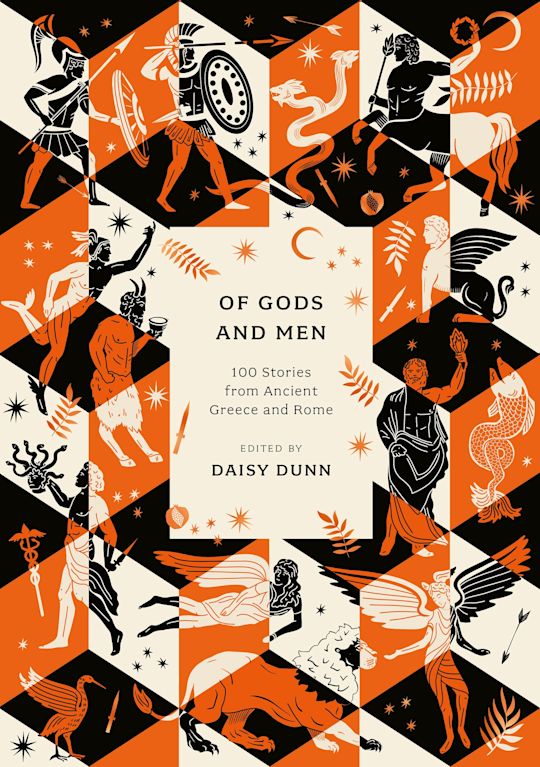 OF GODS
AND MEN
100 Stories
from Ancient
Greece and Rome
EDITED BY
DAISY DUNN